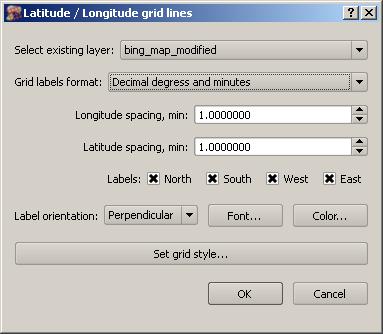 Latitude / Longitude grid lines
Select existing layer: bing_map_modified
Grid labels format: Decimal degress and minutes
Longitude spacing, min: 1.0000000
Latitude spacing, min: 1.0000000
Labels: North South West East
Label orientation: Perpendicular Font... Color...
Set grid style...
OK Cancel